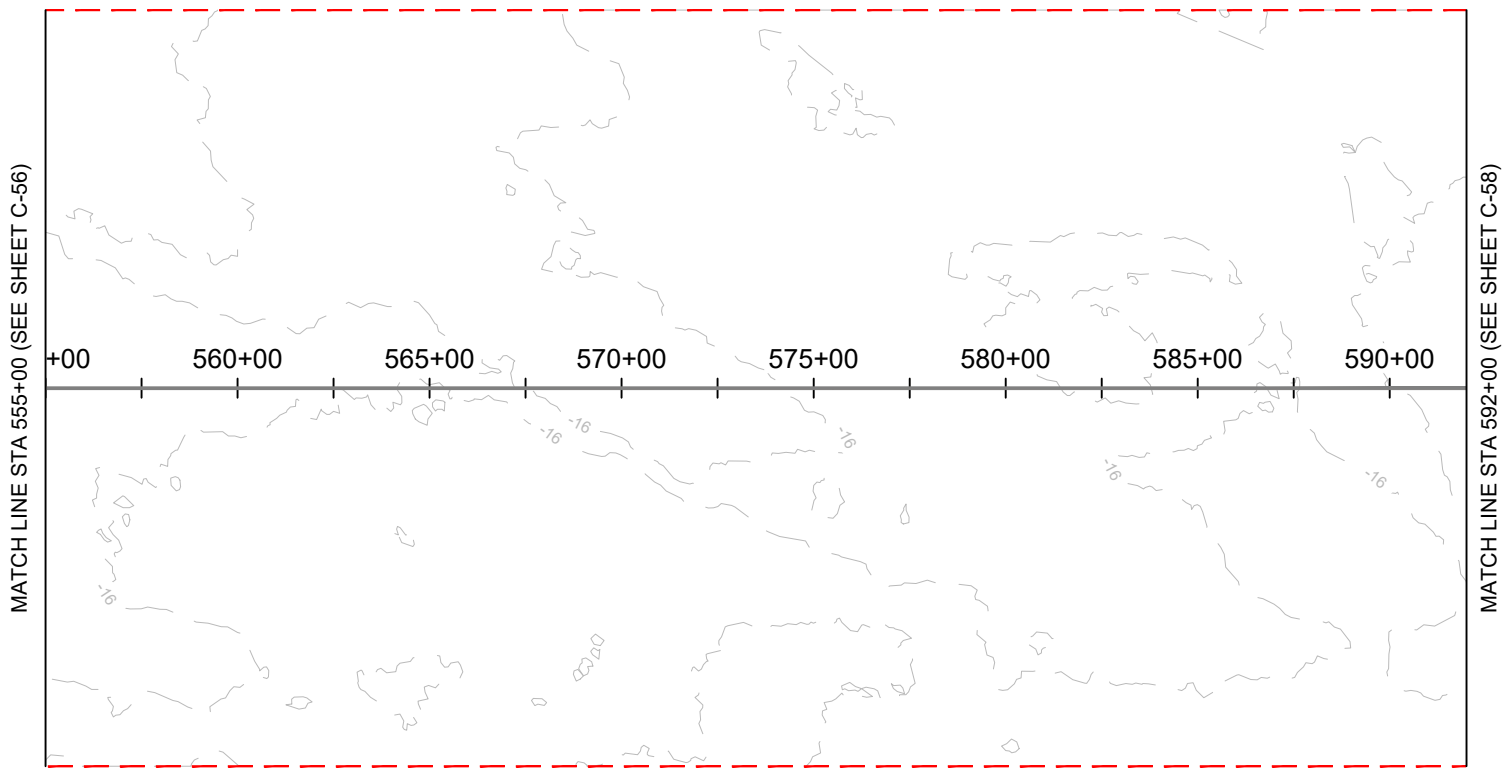 MATCH LINE STA 555+00 (SEE SHEET C-56)
+00 560+00 565+00 570+00 575+00 580+00 585+00 590+00
-16
-16
-16
-16
-16
-16
MATCH LINE STA 592+00 (SEE SHEET C-58)